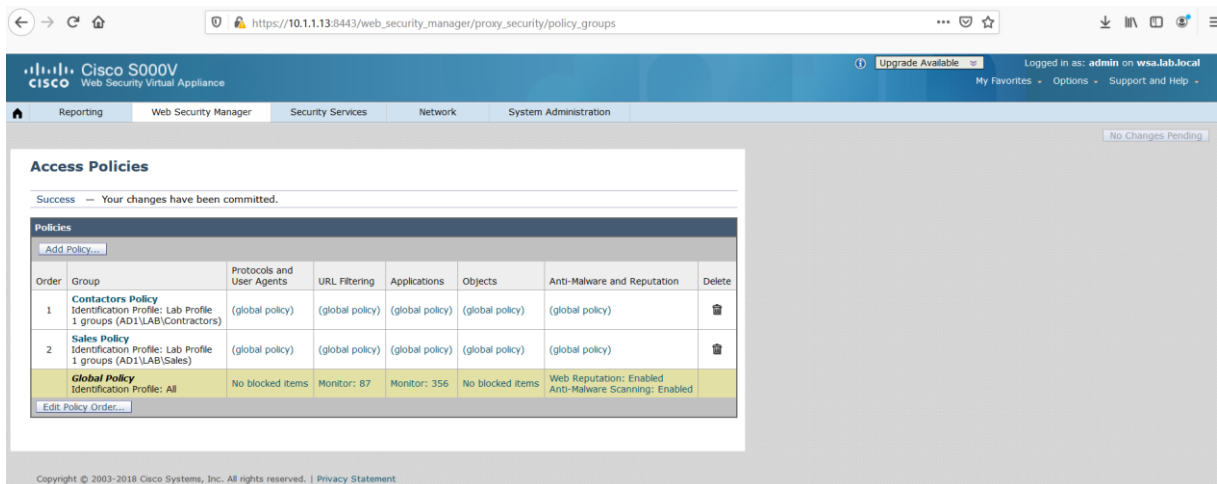 https://10.1.1.13:8443/web_security_manager/proxy_security/policy_groups
CISCO
Cisco S000V
Web Security Virtual Appliance
Upgrade Available
Logged in as: admin on wsa.lab.local
My Favorites Options Support and Help
Reporting Web Security Manager Security Services Network System Administration
No Changes Pending
Access Policies
Success — Your changes have been committed.
Policies
Add Policy...
Order Group Protocols and User Agents URL Filtering Applications Objects Anti-Malware and Reputation Delete
1 Contactors Policy
Identification Profile: Lab Profile
1 groups (AD1\LAB\Contractors)
(global policy) (global policy) (global policy) (global policy) (global policy)
2 Sales Policy
Identification Profile: Lab Profile
1 groups (AD1\LAB\Sales)
(global policy) (global policy) (global policy) (global policy) (global policy)
Global Policy
Identification Profile: All
No blocked items Monitor: 87 Monitor: 356 No blocked items Web Reputation: Enabled
Anti-Malware Scanning: Enabled
Edit Policy Order...
Copyright © 2003-2018 Cisco Systems, Inc. All rights reserved. | Privacy Statement